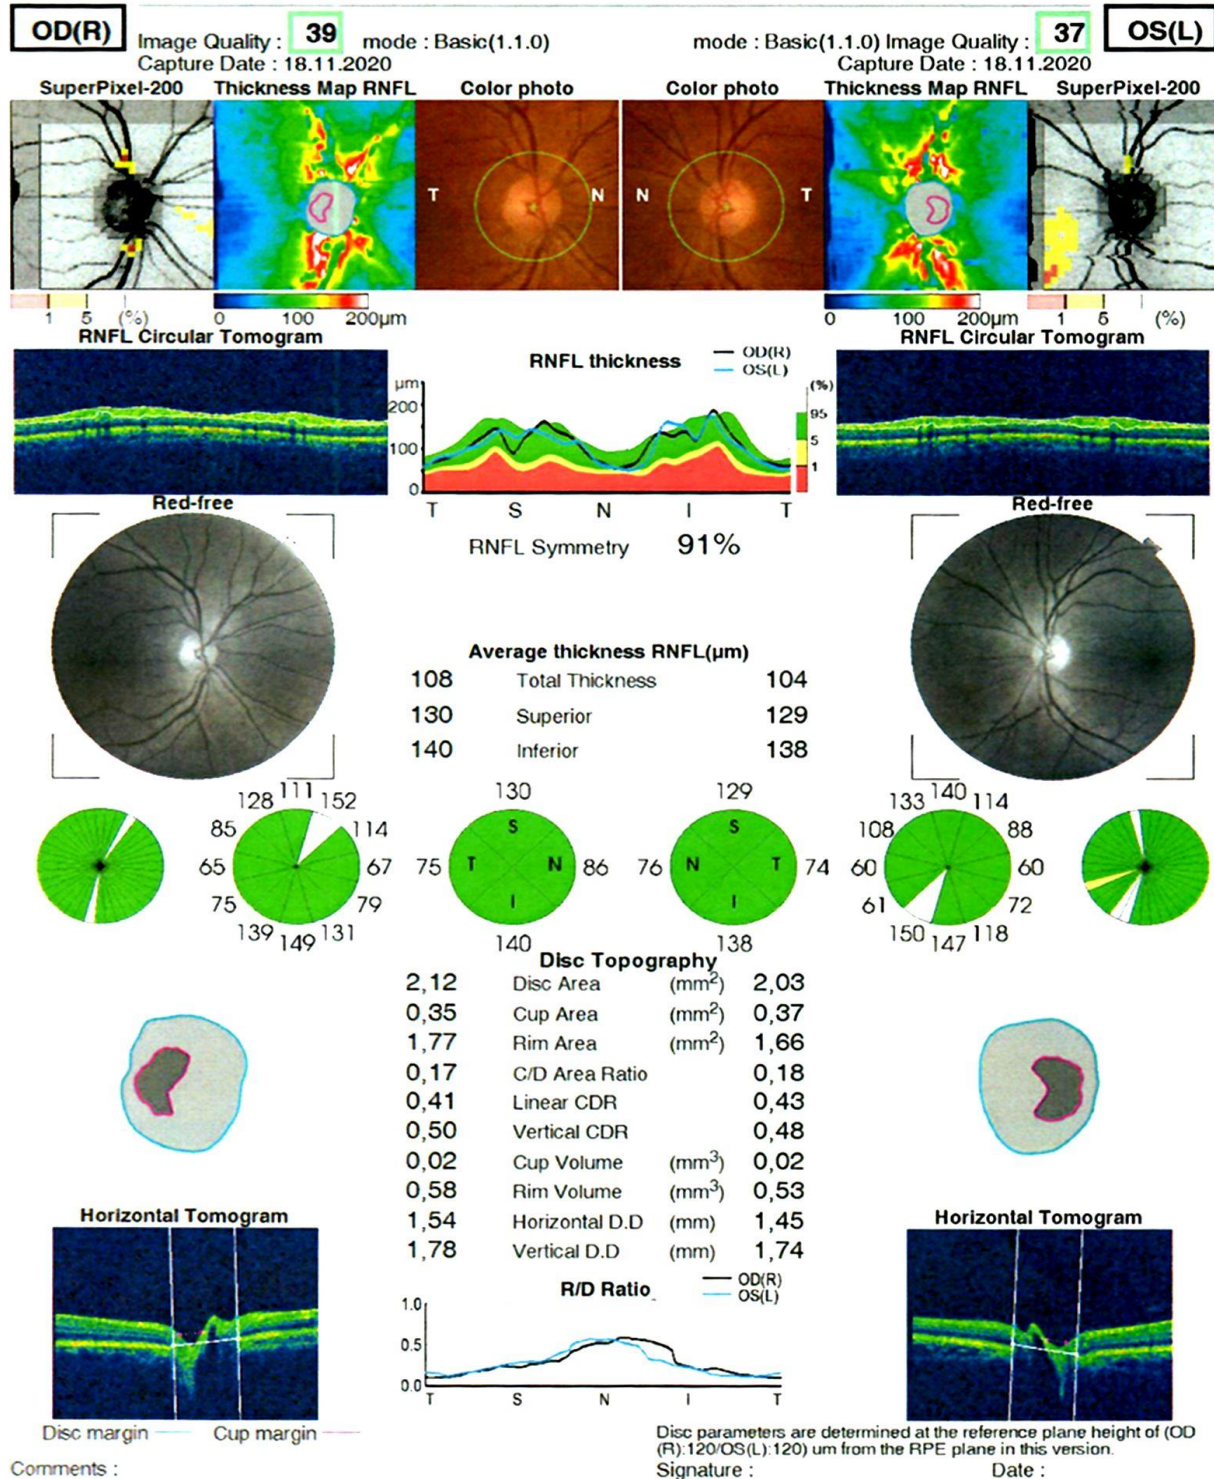 OD(R) Image Quality : 39 mode : Basic(1.1.0) mode : Basic(1.1.0) Image Quality : 37 OS(L)
Capture Date : 18.11.2020 Capture Date : 18.11.2020
SuperPixel-200 Thickness Map RNFL Color photo Color photo Thickness Map RNFL SuperPixel-200
T N N T
1 5 (%) 0 100 200µm 0 100 200µm 1 5 (%)
RNFL Circular Tomogram RNFL Circular Tomogram
RNFL thickness OD(R)
OS(L)
µm (%)
200 95
100 5
1
0
T S N I T
Red-free Red-free
RNFL Symmetry 91%
Average thickness RNFL(µm)
108 Total Thickness 104
130 Superior 129
140 Inferior 138
128 111 152 130 129 133 140 114
85 114 S S 108 88
65 67 75 T N 86 76 N T 74 60 60
75 79 I I 61 72
139 149 131 140 138 150 147 118
Disc Topography
2,12 Disc Area (mm²) 2,03
0,35 Cup Area (mm²) 0,37
1,77 Rim Area (mm²) 1,66
0,17 C/D Area Ratio 0,18
0,41 Linear CDR 0,43
0,50 Vertical CDR 0,48
0,02 Cup Volume (mm³) 0,02
0,58 Rim Volume (mm³) 0,53
1,54 Horizontal D.D (mm) 1,45
1,78 Vertical D.D (mm) 1,74
Horizontal Tomogram Horizontal Tomogram
R/D Ratio OD(R)
OS(L)
1.0
0.5
0.0
T S N I T
Disc margin Cup margin
Disc parameters are determined at the reference plane height of (OD
(R):120/OS(L):120) um from the RPE plane in this version.
Comments : Signature : Date :